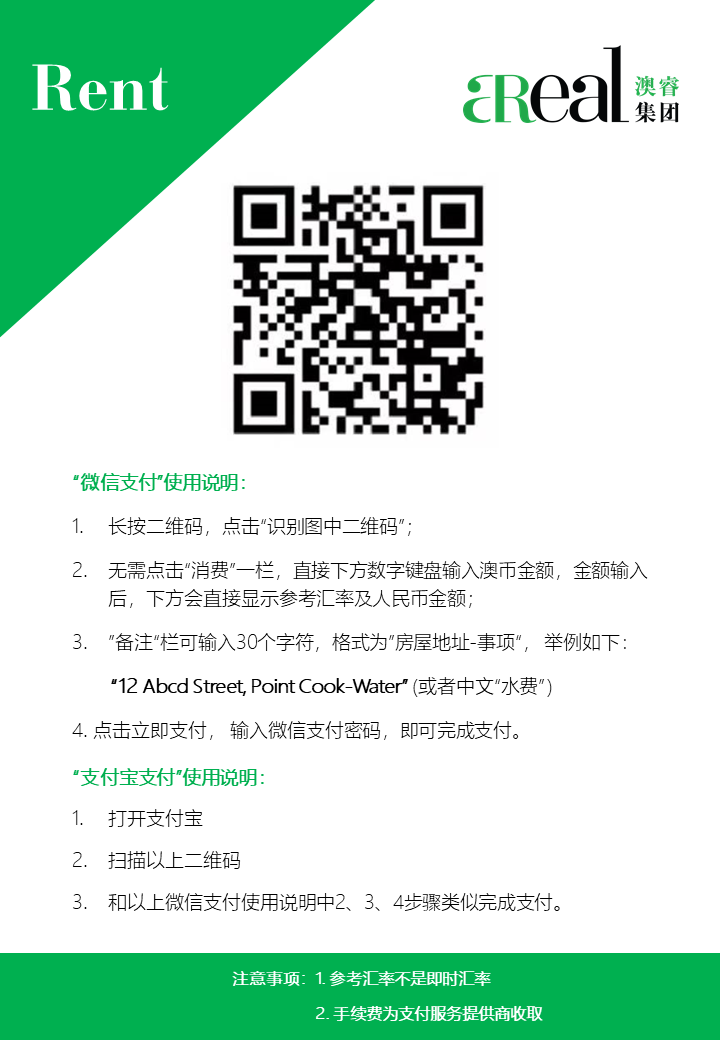 Rent
aReal 澳睿
集团
“微信支付”使用说明：
1. 长按二维码，点击“识别图中二维码”；
2. 无需点击“消费”一栏，直接下方数字键盘输入澳币金额，金额输入
后，下方会直接显示参考汇率及人民币金额；
3. ”备注“栏可输入30个字符，格式为”房屋地址-事项“， 举例如下：
“12 Abcd Street, Point Cook-Water” (或者中文“水费”)
4. 点击立即支付， 输入微信支付密码，即可完成支付。
“支付宝支付”使用说明：
1. 打开支付宝
2. 扫描以上二维码
3. 和以上微信支付使用说明中2、3、4步骤类似完成支付。
注意事项：1. 参考汇率不是即时汇率
2. 手续费为支付服务提供商收取